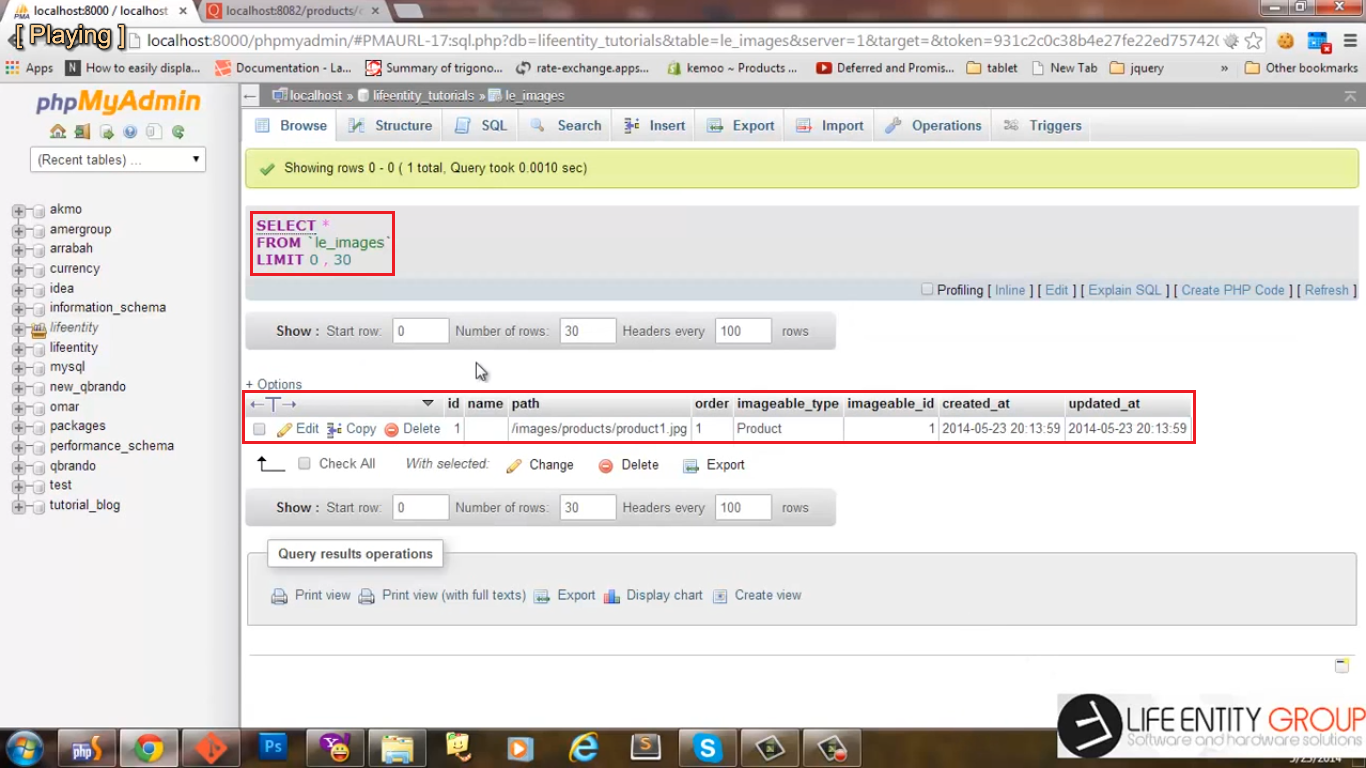 localhost:8000 / localhost
localhost:8082/products/
[ Playing ]
localhost:8000/phpmyadmin/#PMAURL-17:sql.php?db=lifeentity_tutorials&table=le_images&server=1&target=&token=931c2c0c38b4e27fe22ed75742
Apps
How to easily displa...
Documentation - La...
Summary of trigono...
rate-exchange.apps...
kenoo ~ Products ...
Deferred and Promis...
tablet
New Tab
jquery
»
Other bookmarks
phpMyAdmin
(Recent tables) ...
akmo
amergroup
arrabah
currency
idea
information_schema
lifeentity
lifeentity
mysql
new_qbrando
omar
packages
performance_schema
qbrando
test
tutorial_blog
localhost » lifeentity_tutorials » le_images
Browse Structure SQL Search Insert Export Import Operations Triggers
Showing rows 0 - 0 ( 1 total, Query took 0.0010 sec)
SELECT *
FROM `le_images`
LIMIT 0 , 30
Profiling [ Inline ] [ Edit ] [ Explain SQL ] [ Create PHP Code ] [ Refresh ]
Show : Start row: 0 Number of rows: 30 Headers every 100 rows
+ Options
←T→ id name path order imageable_type imageable_id created_at updated_at
Edit Copy Delete 1 /images/products/product1.jpg 1 Product 1 2014-05-23 20:13:59 2014-05-23 20:13:59
Check All With selected: Change Delete Export
Show : Start row: 0 Number of rows: 30 Headers every 100 rows
Query results operations
Print view Print view (with full texts) Export Display chart Create view
LIFE ENTITY GROUP
Software and hardware solutions
php
Ps